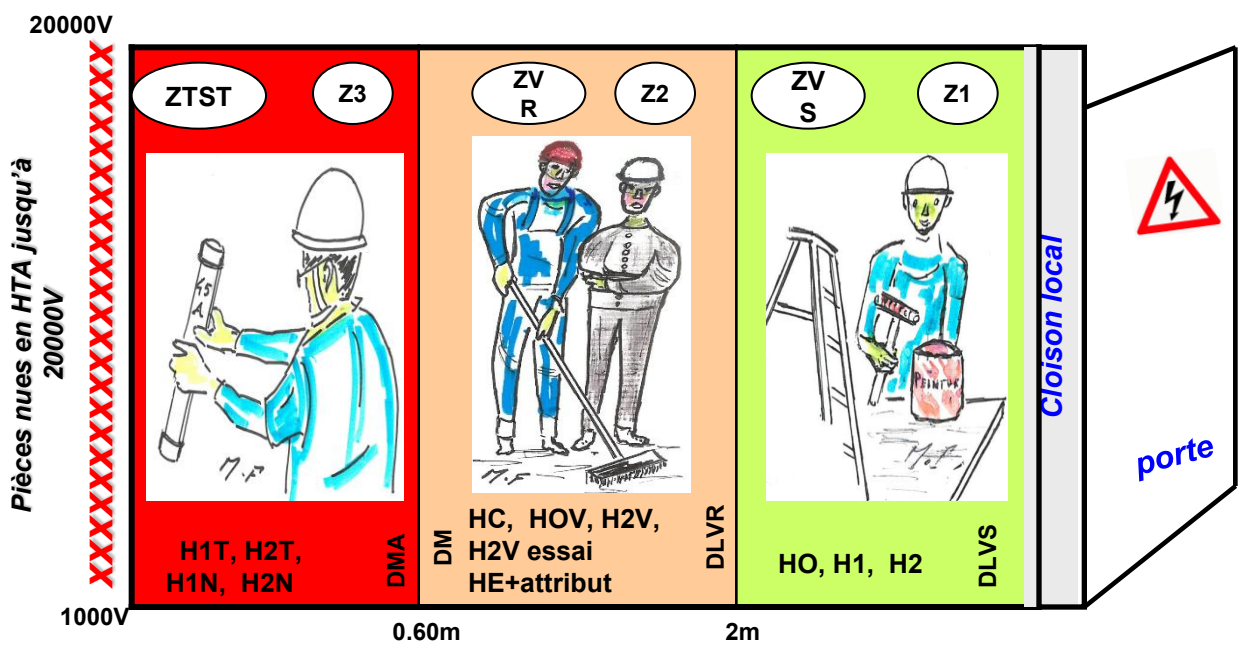 20000V
Pièces nues en HTA jusqu'à
20000V
1000V
ZTST
Z3
45
A
M.F
H1T, H2T,
H1N, H2N
DMA
0.60m
ZV
R
Z2
M.F
DM
HC, HOV, H2V,
H2V essai
HE+attribut
DLVR
2m
ZV
S
Z1
M.F.
HO, H1, H2
DLVS
Cloison local
porte